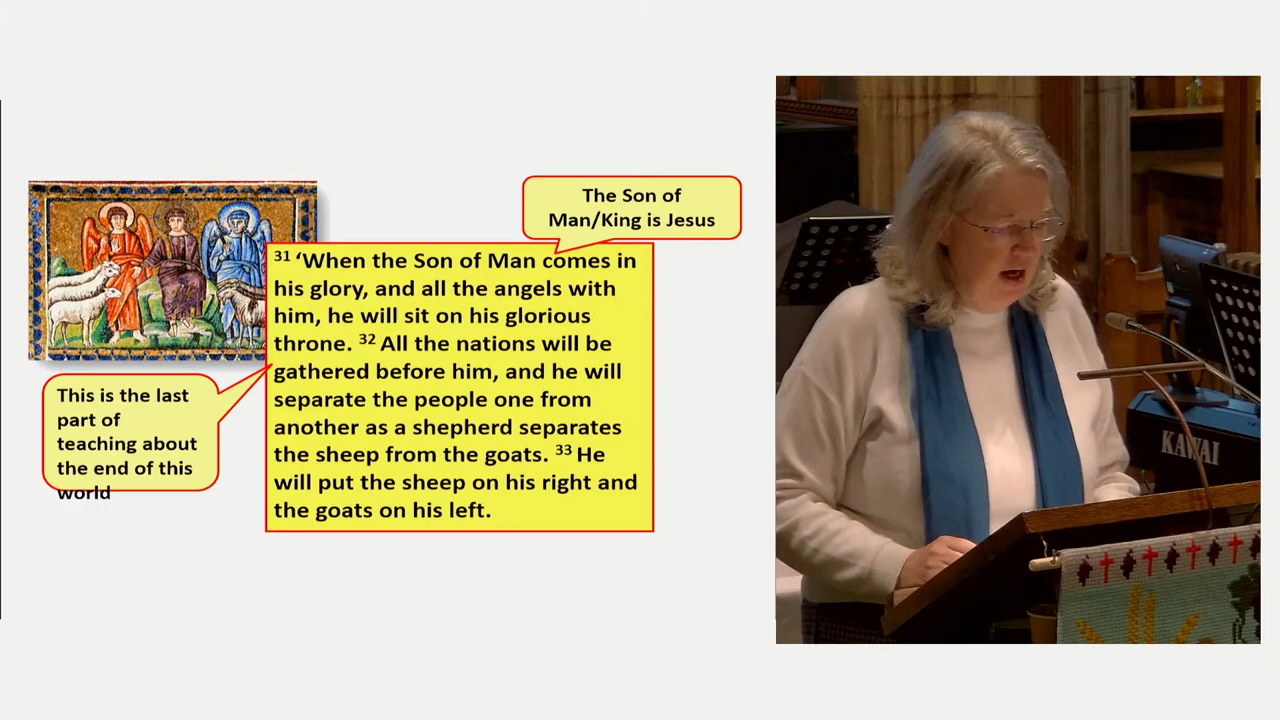 The Son of
Man/King is Jesus
31 ‘When the Son of Man comes in
his glory, and all the angels with
him, he will sit on his glorious
throne. 32 All the nations will be
gathered before him, and he will
separate the people one from
another as a shepherd separates
the sheep from the goats. 33 He
will put the sheep on his right and
the goats on his left.
This is the last
part of
teaching about
the end of this
world
KAWAI